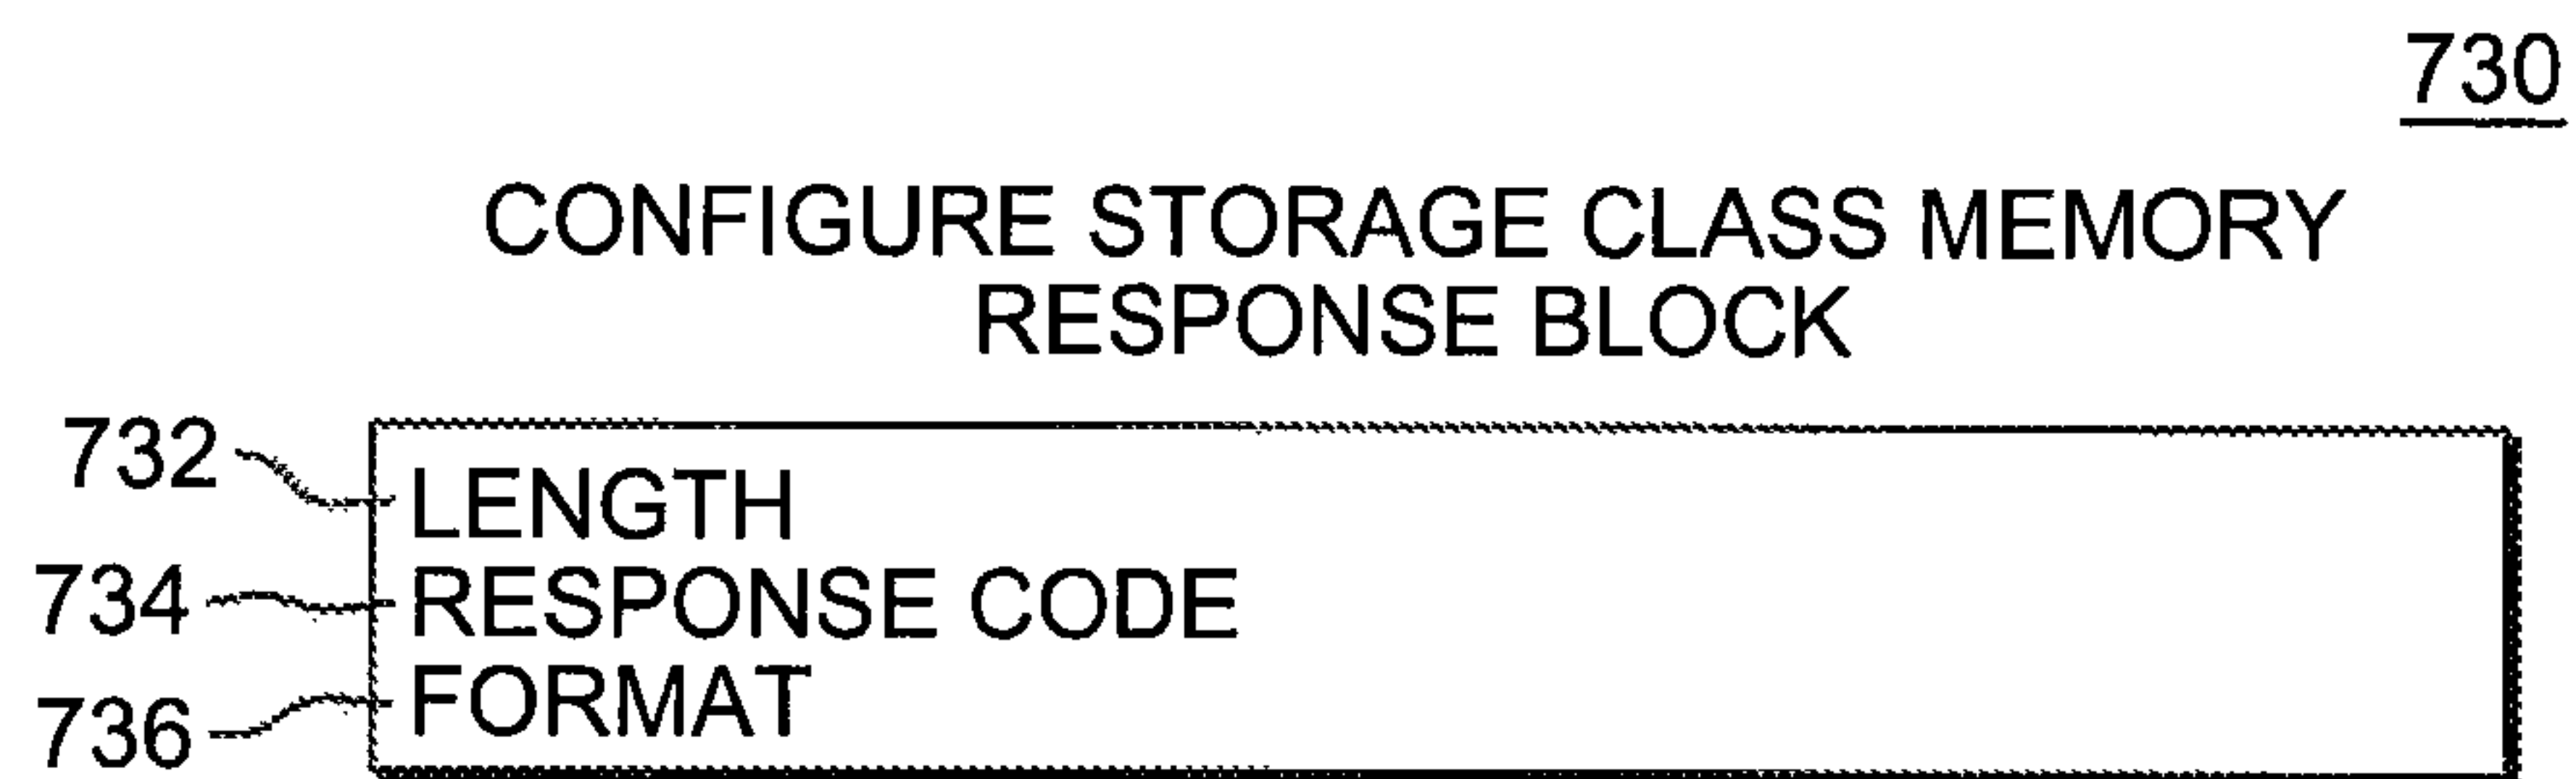 730
CONFIGURE STORAGE CLASS MEMORY
RESPONSE BLOCK
732 LENGTH
734 RESPONSE CODE
736 FORMAT